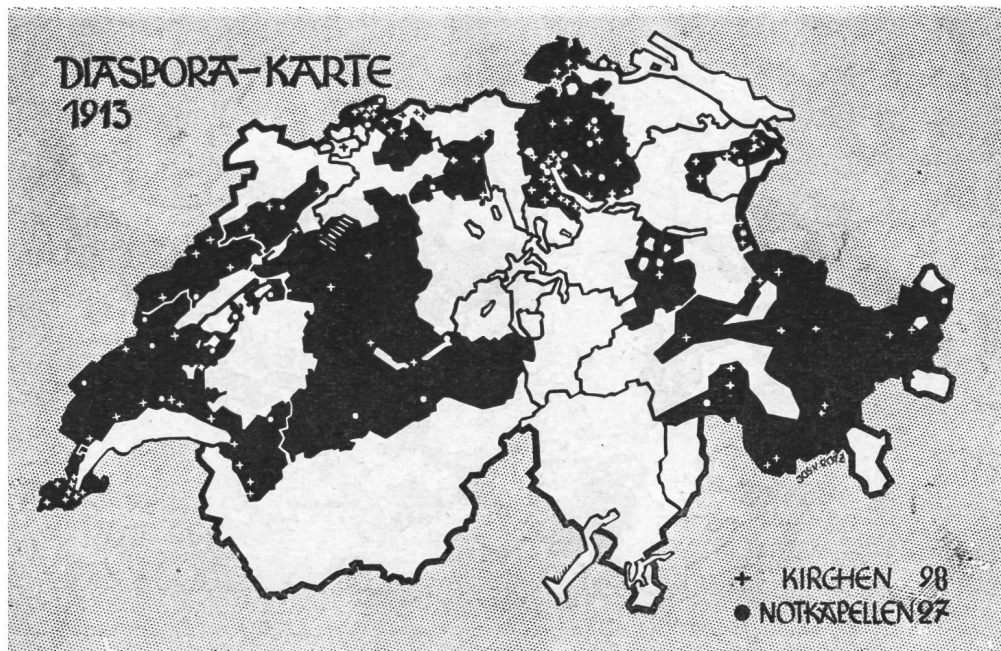 DIASPORA-KARTE
1913
+ KIRCHEN 98
● NOTKAPELLEN 27